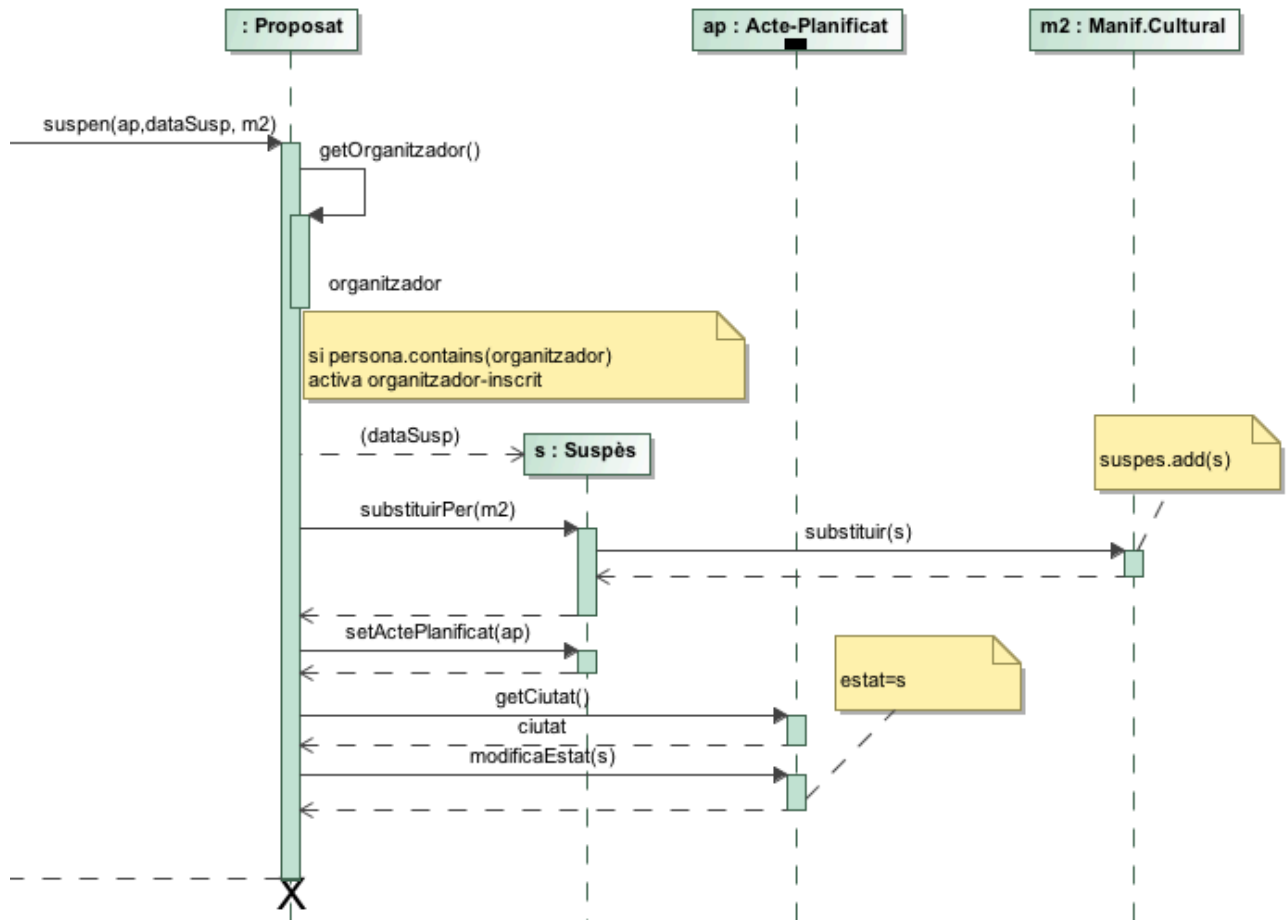 : Proposat
ap : Acte-Planificat
m2 : Manif.Cultural
suspen(ap,dataSusp, m2)
getOrganitzador()
organitzador
si persona.contains(organitzador)
activa organitzador-inscrit
(dataSusp)
s : Suspès
suspes.add(s)
substituirPer(m2)
substituir(s)
setActePlanificat(ap)
estat=s
getCiutat()
ciutat
modificaEstat(s)
X